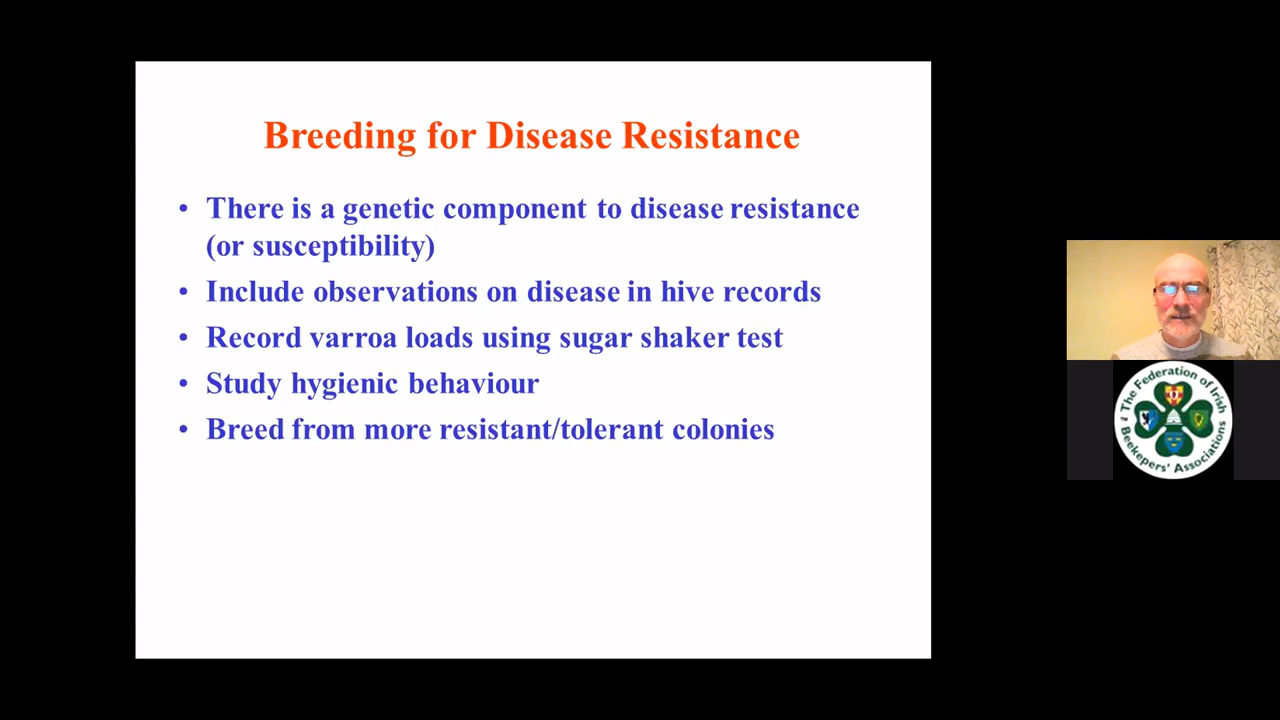 Breeding for Disease Resistance
• There is a genetic component to disease resistance
(or susceptibility)
• Include observations on disease in hive records
• Record varroa loads using sugar shaker test
• Study hygienic behaviour
• Breed from more resistant/tolerant colonies
The Federation of Irish
Beekepers' Associations